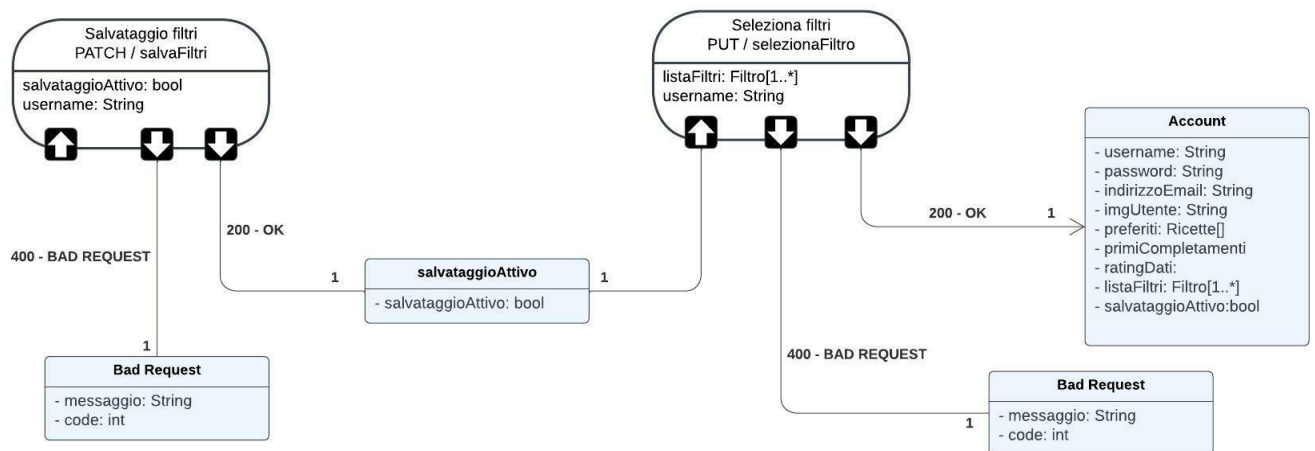 Salvataggio filtri
PATCH / salvaFiltri
salvataggioAttivo: bool
username: String
Seleziona filtri
PUT / selezionaFiltro
listaFiltri: Filtro[1..*]
username: String
Account
- username: String
- password: String
- indirizzoEmail: String
- imgUtente: String
- preferiti: Ricette[]
- primiCompletamenti
- ratingDati:
- listaFiltri: Filtro[1..*]
- salvataggioAttivo:bool
200 - OK
1
200 - OK
400 - BAD REQUEST
1
salvataggioAttivo
- salvataggioAttivo: bool
1
1
Bad Request
- messaggio: String
- code: int
400 - BAD REQUEST
1
Bad Request
- messaggio: String
- code: int